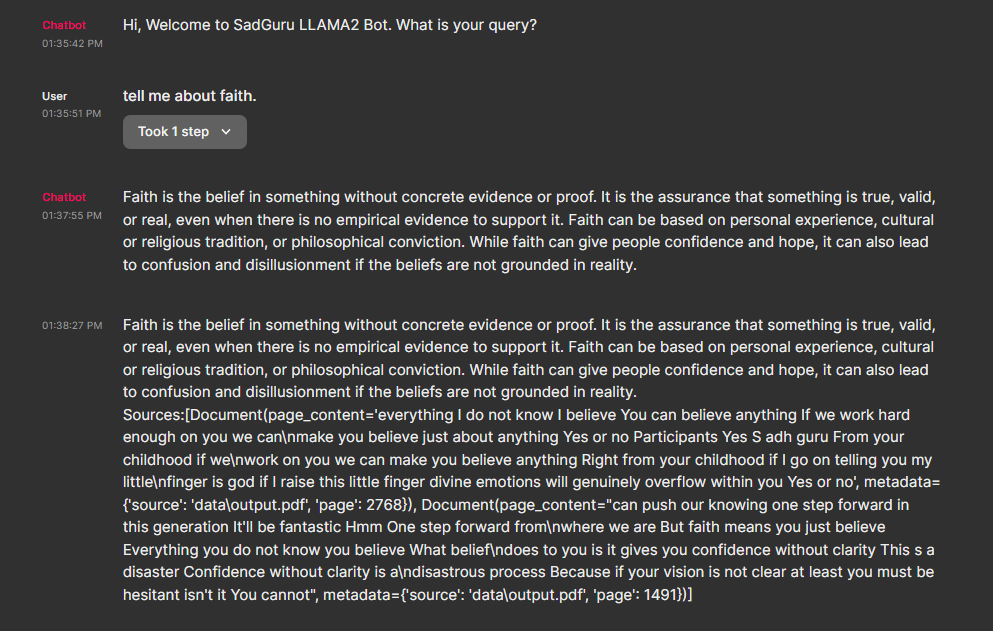 Chatbot
Hi, Welcome to SadGuru LLAMA2 Bot. What is your query?
01:35:42 PM
User
tell me about faith.
01:35:51 PM
Took 1 step
Chatbot
Faith is the belief in something without concrete evidence or proof. It is the assurance that something is true, valid,
01:37:55 PM
or real, even when there is no empirical evidence to support it. Faith can be based on personal experience, cultural
or religious tradition, or philosophical conviction. While faith can give people confidence and hope, it can also lead
to confusion and disillusionment if the beliefs are not grounded in reality.
01:38:27 PM
Faith is the belief in something without concrete evidence or proof. It is the assurance that something is true, valid,
or real, even when there is no empirical evidence to support it. Faith can be based on personal experience, cultural
or religious tradition, or philosophical conviction. While faith can give people confidence and hope, it can also lead
to confusion and disillusionment if the beliefs are not grounded in reality.
Sources:[Document(page_content='everything I do not know I believe You can believe anything If we work hard
enough on you we can\nmake you believe just about anything Yes or no Participants Yes S adh guru From your
childhood if we\nwork on you we can make you believe anything Right from your childhood if I go on telling you my
little\nfinger is god if I raise this little finger divine emotions will genuinely overflow within you Yes or no', metadata=
{'source': 'data\output.pdf', 'page': 2768}), Document(page_content="can push our knowing one step forward in
this generation It'll be fantastic Hmm One step forward from\nwhere we are But faith means you just believe
Everything you do not know you believe What belief\ndoes to you is it gives you confidence without clarity This s a
disaster Confidence without clarity is a\ndisastrous process Because if your vision is not clear at least you must be
hesitant isn't it You cannot", metadata={'source': 'data\output.pdf', 'page': 1491})]